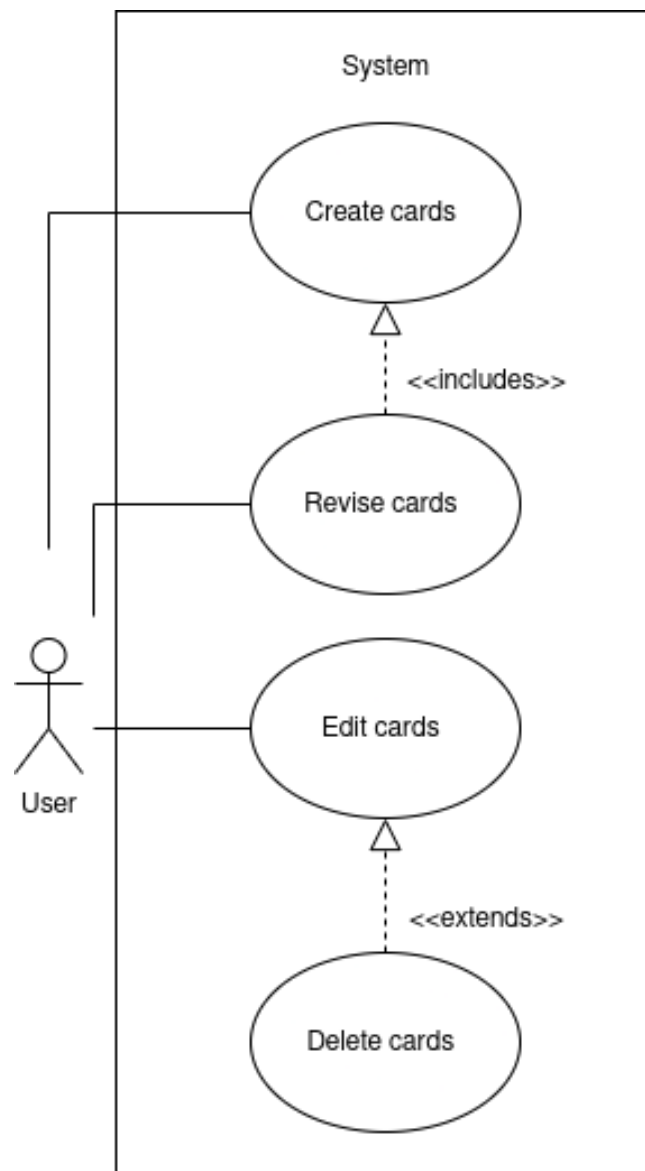 System
Create cards
<<includes>>
Revise cards
Edit cards
User
<<extends>>
Delete cards